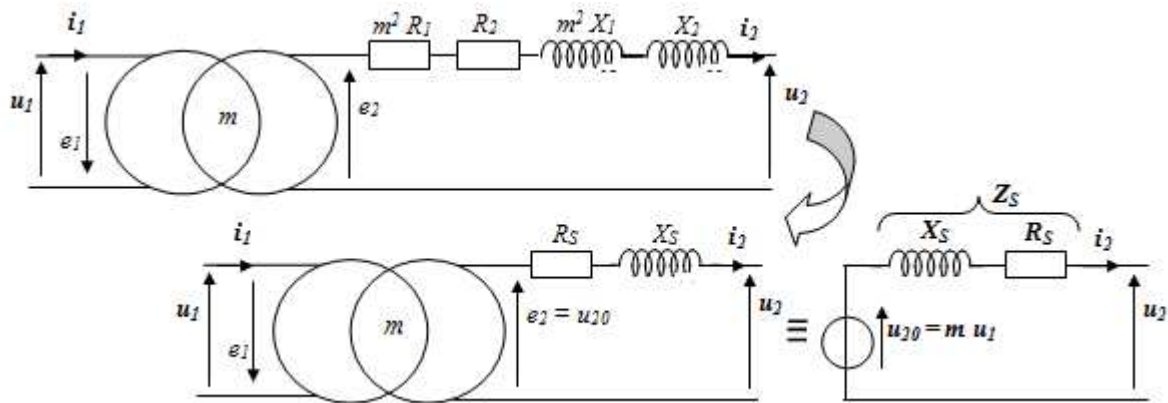 i1 m² R1 R2 m² X1 X2 i2
u1 e1 m e2 u2
ZS
i1 RS XS i2 XS RS i2
u1 e1 m e2 = u20 u2 ≡ u20 = m u1 u2